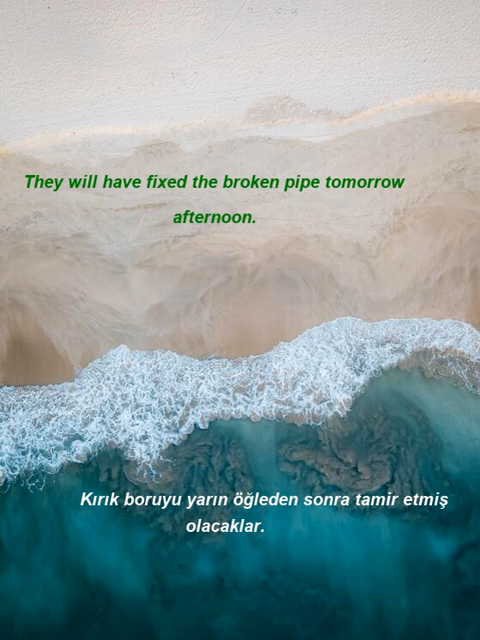 They will have fixed the broken pipe tomorrow
afternoon.
Kırık boruyu yarın öğleden sonra tamir etmiş
olacaklar.